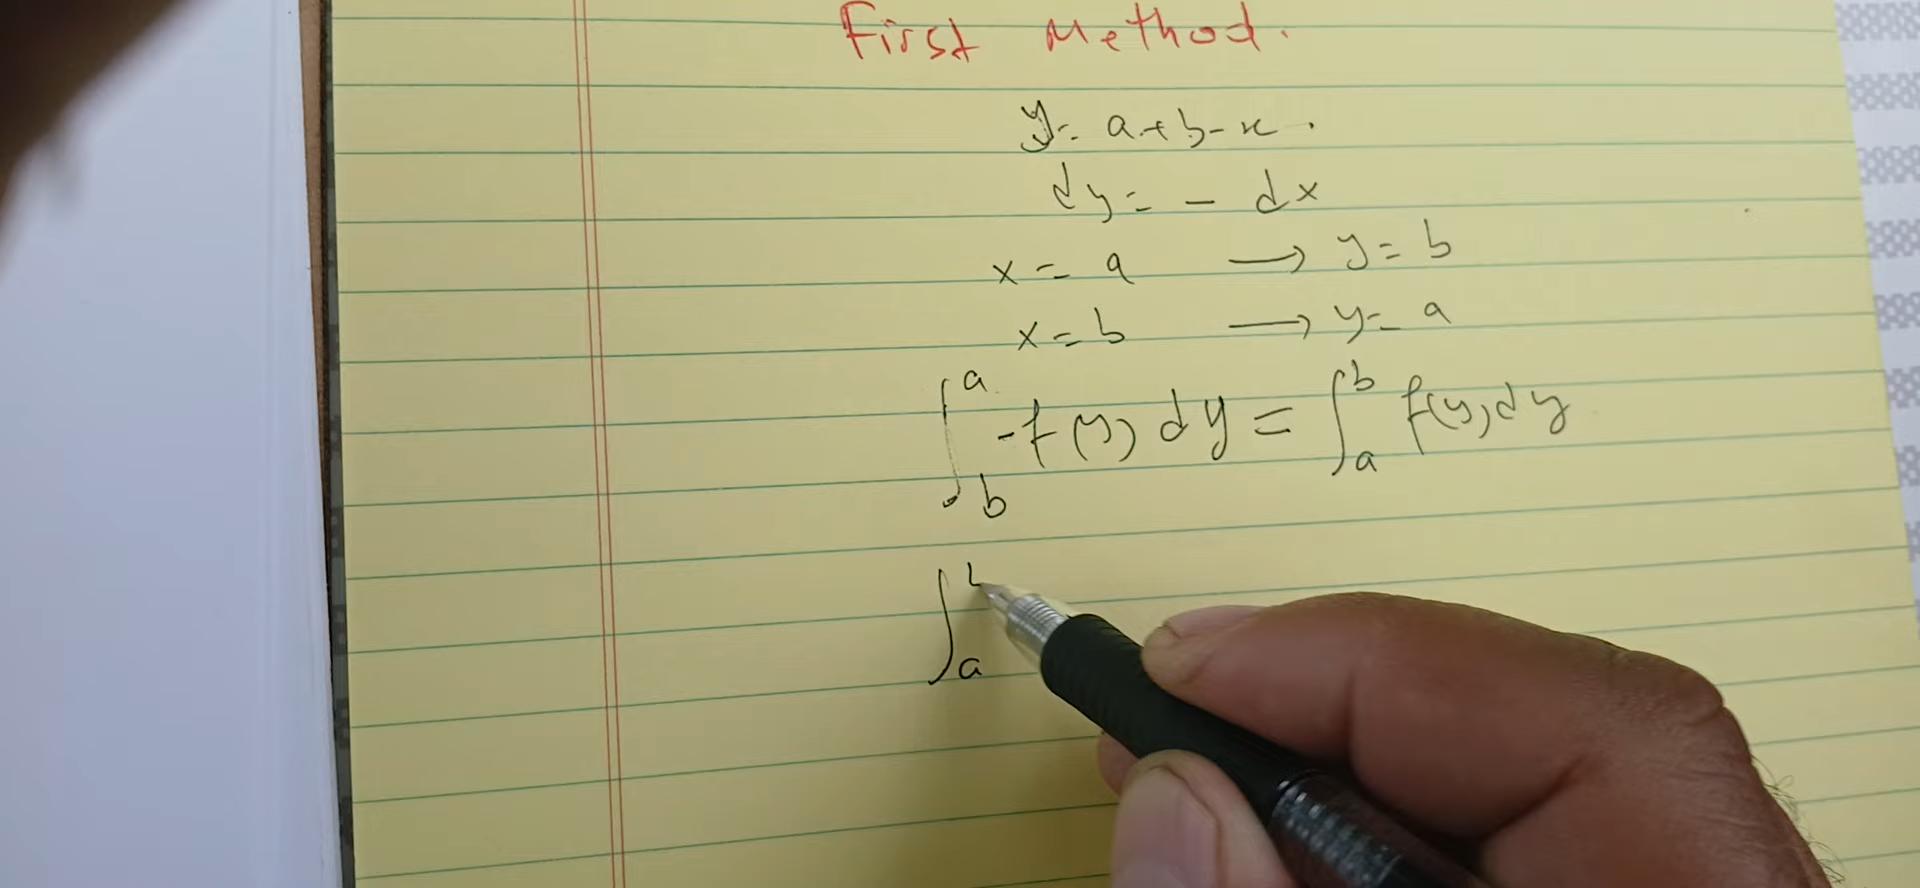 First Method.
y = a + b - x .
dy = - dx
x = a → y = b
x = b → y = a
∫_b^a -f(y) dy = ∫_a^b f(y) dy
∫_a^b